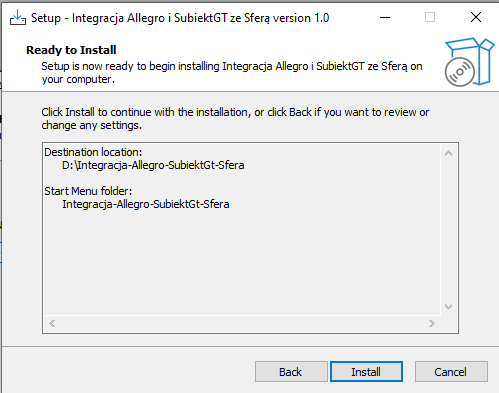 Setup - Integracja Allegro i SubiektGT ze Sferą version 1.0
Ready to Install
Setup is now ready to begin installing Integracja Allegro i SubiektGT ze Sferą on
your computer.
Click Install to continue with the installation, or click Back if you want to review or
change any settings.
Destination location:
D:\Integracja-Allegro-SubiektGt-Sfera
Start Menu folder:
Integracja-Allegro-SubiektGt-Sfera
Back
Install
Cancel